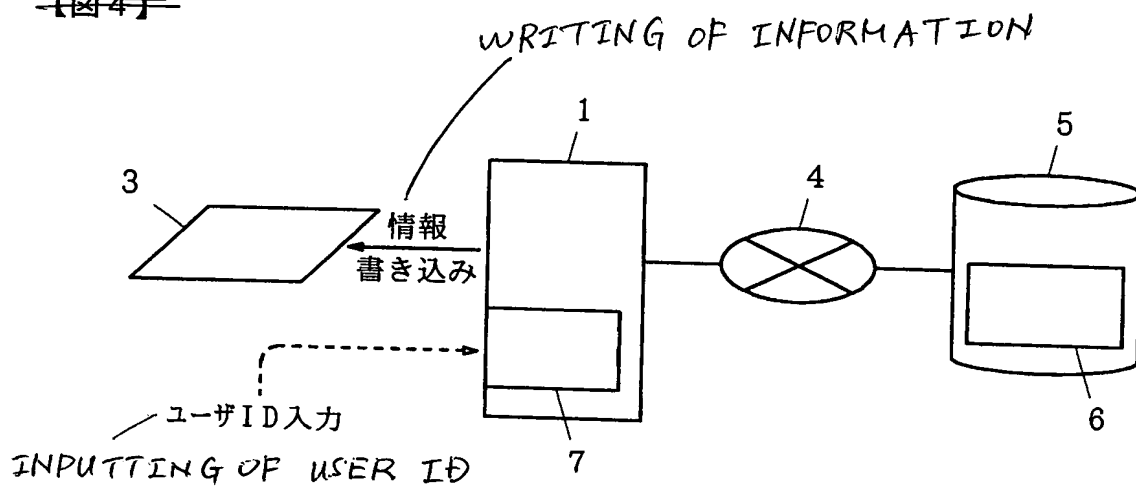 【図4】
WRITING OF INFORMATION
1
5
3
4
情報
書き込み
ユーザID入力
7
6
INPUTTING OF USER ID